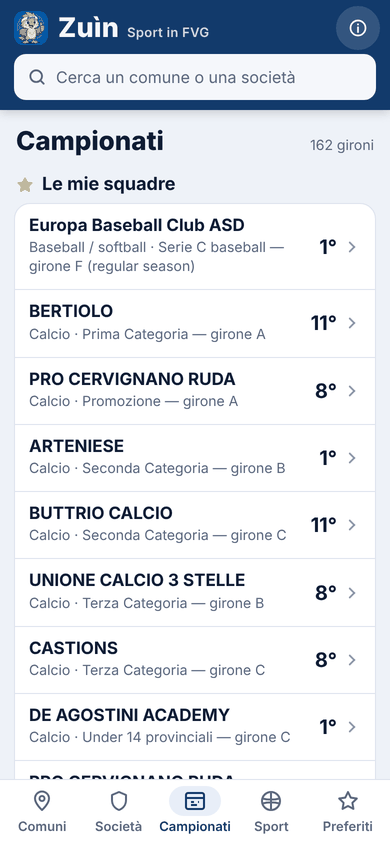 Zuìn Sport in FVG
Cerca un comune o una società
Campionati 162 gironi
Le mie squadre
Europa Baseball Club ASD
Baseball / softball · Serie C baseball —
girone F (regular season)
1°
BERTIOLO
Calcio · Prima Categoria — girone A
11°
PRO CERVIGNANO RUDA
Calcio · Promozione — girone A
8°
ARTENIESE
Calcio · Seconda Categoria — girone B
1°
BUTTRIO CALCIO
Calcio · Seconda Categoria — girone C
11°
UNIONE CALCIO 3 STELLE
Calcio · Terza Categoria — girone B
8°
CASTIONS
Calcio · Terza Categoria — girone C
8°
DE AGOSTINI ACADEMY
Calcio · Under 14 provinciali — girone C
1°
PRO CERVIGNANO RUDA
Comuni Società Campionati Sport Preferiti